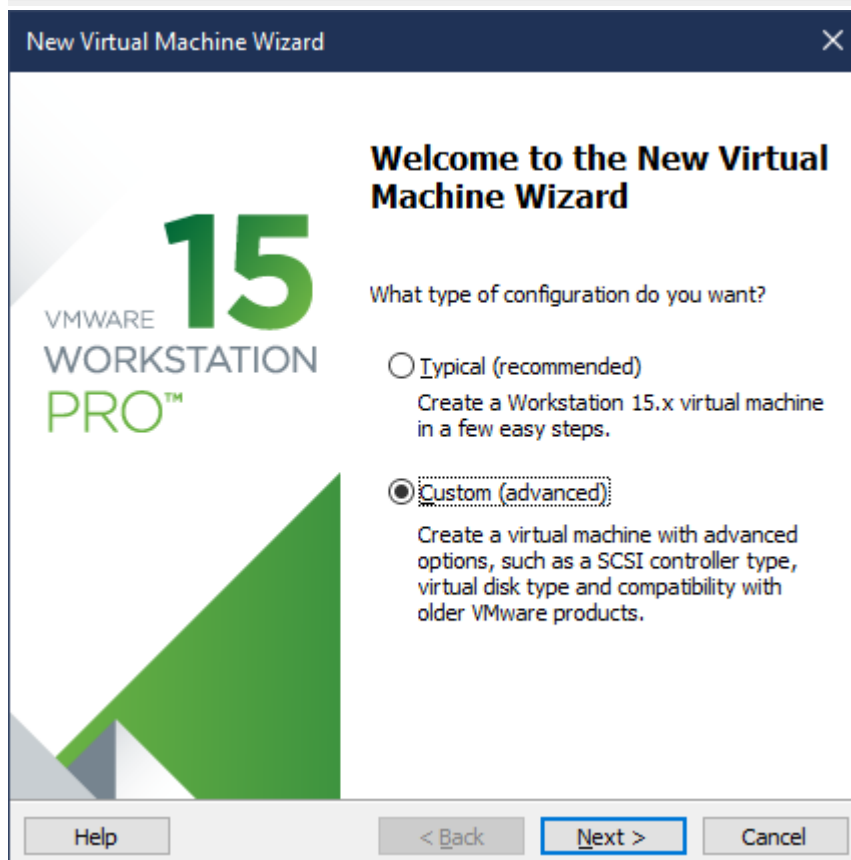 New Virtual Machine Wizard
15
VMWARE
WORKSTATION
PRO™
Welcome to the New Virtual
Machine Wizard
What type of configuration do you want?
Typical (recommended)
Create a Workstation 15.x virtual machine
in a few easy steps.
Custom (advanced)
Create a virtual machine with advanced
options, such as a SCSI controller type,
virtual disk type and compatibility with
older VMware products.
Help
< Back
Next >
Cancel